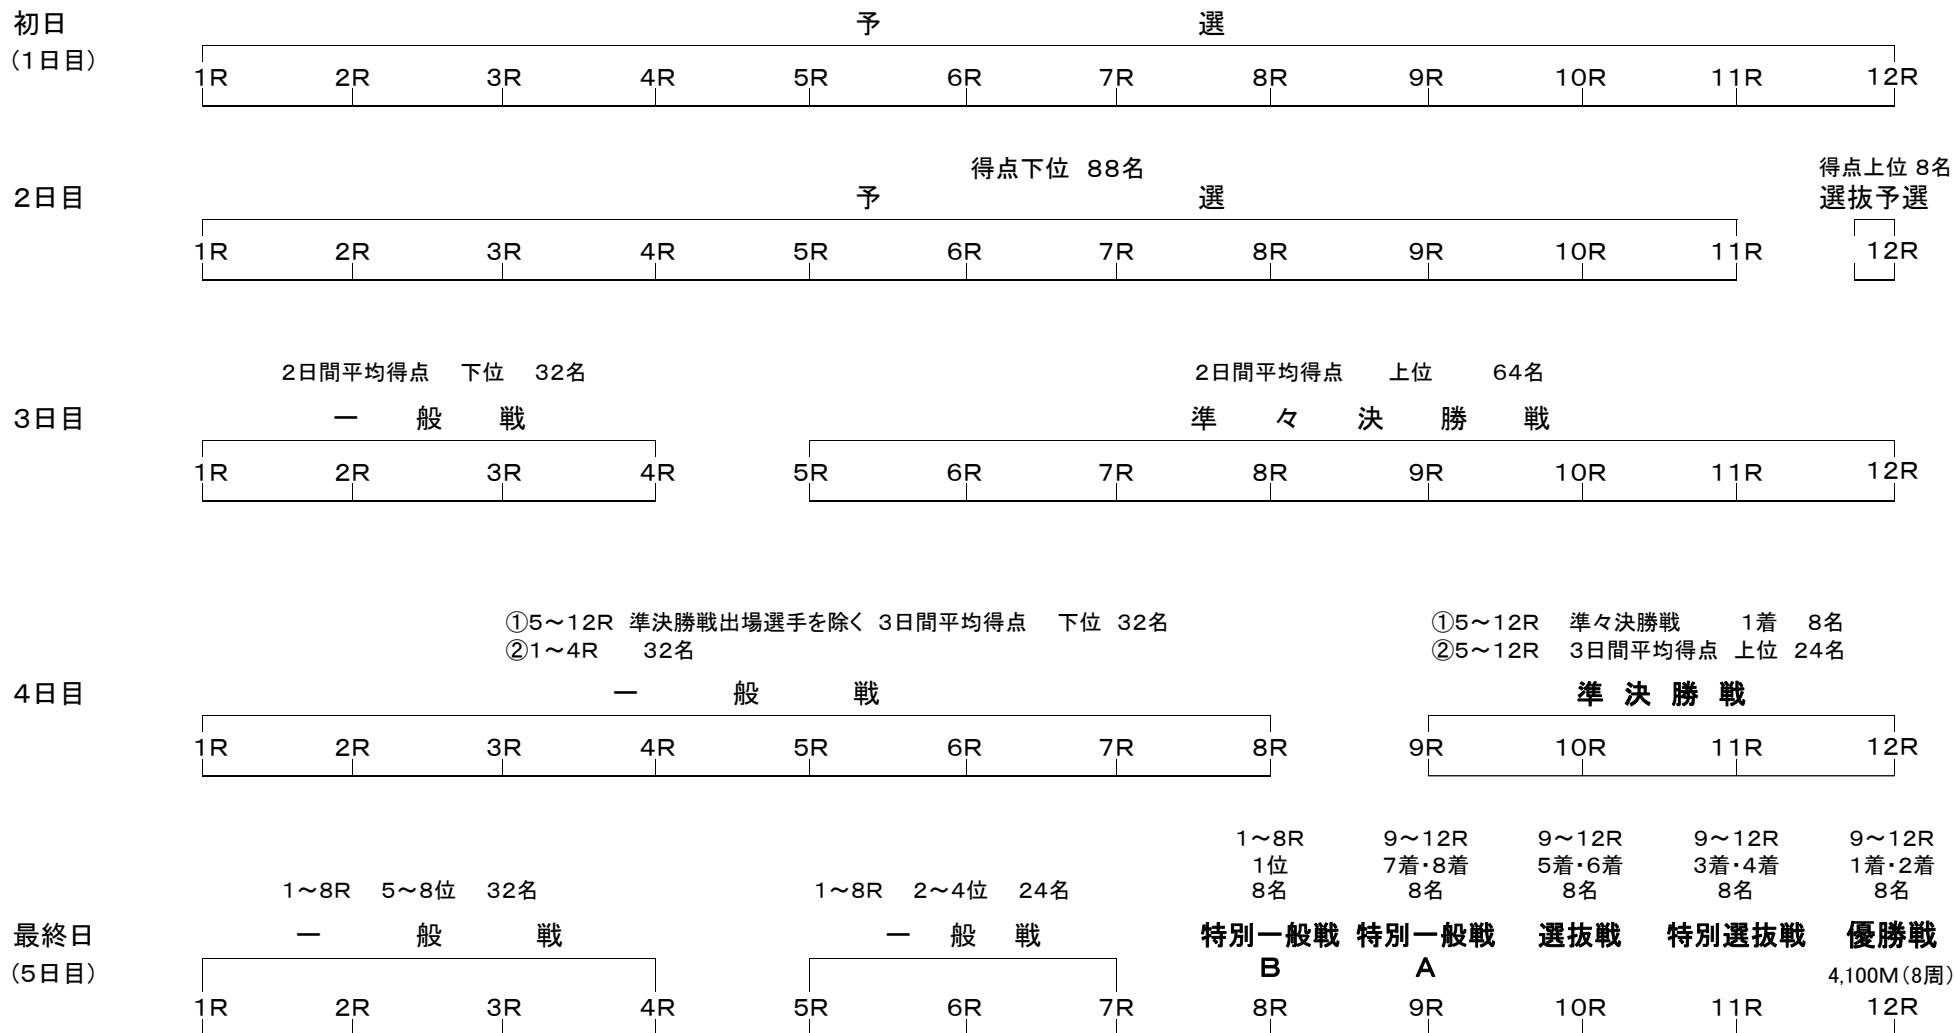 初日 予 選
（1日目）
1R 2R 3R 4R 5R 6R 7R 8R 9R 10R 11R 12R
得点下位 88名 得点上位 8名
2日目 予 選 選抜予選
1R 2R 3R 4R 5R 6R 7R 8R 9R 10R 11R 12R
2日間平均得点 下位 32名 2日間平均得点 上位 64名
3日目 一 般 戦 準 々 決 勝 戦
1R 2R 3R 4R 5R 6R 7R 8R 9R 10R 11R 12R
①5～12R 準決勝戦出場選手を除く 3日間平均得点 下位 32名 ①5～12R 準々決勝戦 1着 8名
②1～4R 32名 ②5～12R 3日間平均得点 上位 24名
4日目 一 般 戦 準 決 勝 戦
1R 2R 3R 4R 5R 6R 7R 8R 9R 10R 11R 12R
1～8R 9～12R 9～12R 9～12R 9～12R
1位 7着・8着 5着・6着 3着・4着 1着・2着
1～8R 5～8位 32名 1～8R 2～4位 24名 8名 8名 8名 8名 8名
最終日 一 般 戦 一 般 戦 特別一般戦 特別一般戦 選抜戦 特別選抜戦 優勝戦
（5日目） B A 4,100M（8周）
1R 2R 3R 4R 5R 6R 7R 8R 9R 10R 11R 12R